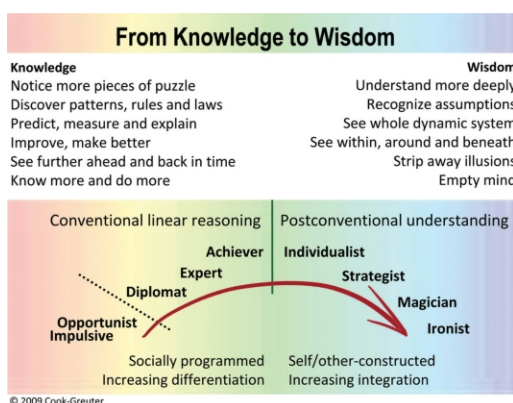 From Knowledge to Wisdom
Knowledge
Notice more pieces of puzzle
Discover patterns, rules and laws
Predict, measure and explain
Improve, make better
See further ahead and back in time
Know more and do more
Wisdom
Understand more deeply
Recognize assumptions
See whole dynamic system
See within, around and beneath
Strip away illusions
Empty mind
Conventional linear reasoning
Postconventional understanding
Achiever
Individualist
Expert
Strategist
Diplomat
Magician
Opportunist
Ironist
Impulsive
Socially programmed
Increasing differentiation
Self/other-constructed
Increasing integration
© 2009 Cook-Greuter